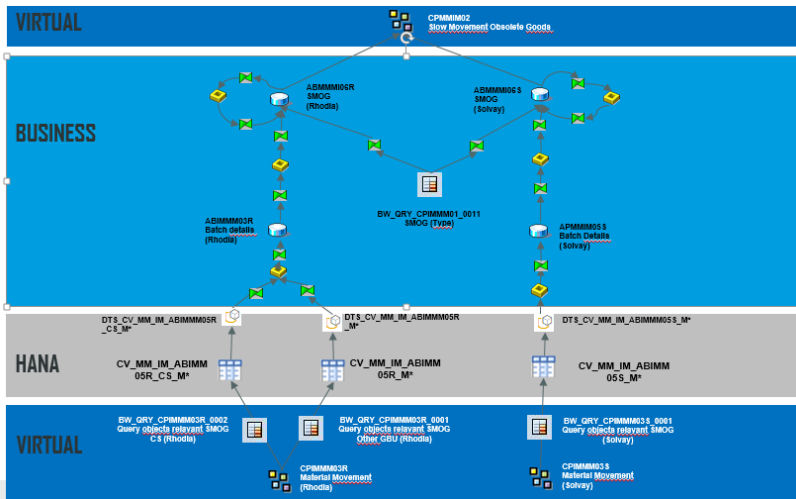 VIRTUAL
CPMMIM02
Slow Movement Obsolete Goods
ABMMMI06R
SMOG
(Rhodia)
ABMMMI06S
SMOG
(Solvay)
BUSINESS
BW_QRY_CPIMMM01_0011
SMOG (Type)
ABIMMM03R
Batch details
(Rhodia)
APMMM05S
Batch Details
(Solvay)
DTS_CV_MM_IM_ABIMMM05R
_CS_M*
DTS_CV_MM_IM_ABIMMM05R
_M*
DTS_CV_MM_IM_ABIMMM05S_M*
HANA
CV_MM_IM_ABIMM
05R_CS_M*
CV_MM_IM_ABIMM
05R_M*
CV_MM_IM_ABIMM
05S_M*
VIRTUAL
BW_QRY_CPIMMM03R_0002
Query objects relavant SMOG
CS (Rhodia)
BW_QRY_CPIMMM03R_0001
Query objects relavant SMOG
Other GBU (Rhodia)
BW_QRY_CPIMMM03S_0001
Query objects relavant SMOG
(Solvay)
CPIMMM03R
Material Movement
(Rhodia)
CPIMMM03S
Material Movement
(Solvay)